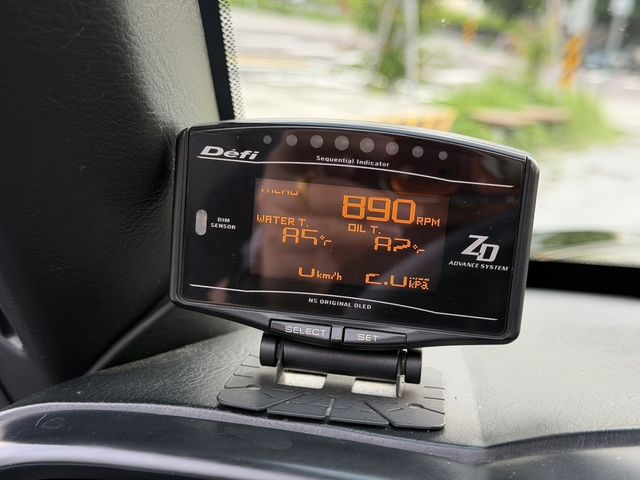 Défi
Sequential Indicator
890 RPM
WATER T. OIL T.
°C °C
DIM
SENSOR
ZD
ADVANCE SYSTEM
km/h kPa
NS ORIGINAL OLED
SELECT SET